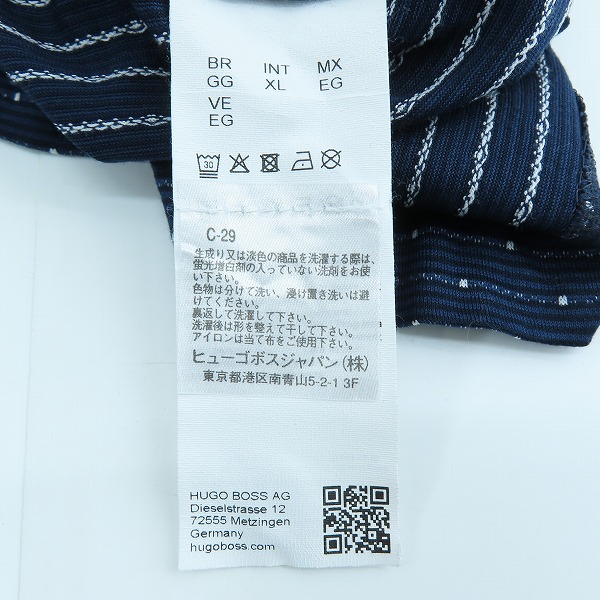 BR INT MX
GG XL EG
VE
EG
30
C-29
生成り又は淡色の商品を洗濯する際は、
蛍光増白剤の入っていない洗剤をお使
い下さい。
色物は分けて洗い、浸け置き洗いは避
けてください。
裏返して洗濯して下さい。
洗濯後は形を整えて干して下さい。
アイロンは当て布をご使用下さい。
ヒューゴボスジャパン(株)
東京都港区南青山5-2-1 3F
HUGO BOSS AG
Dieselstrasse 12
72555 Metzingen
Germany
hugoboss.com